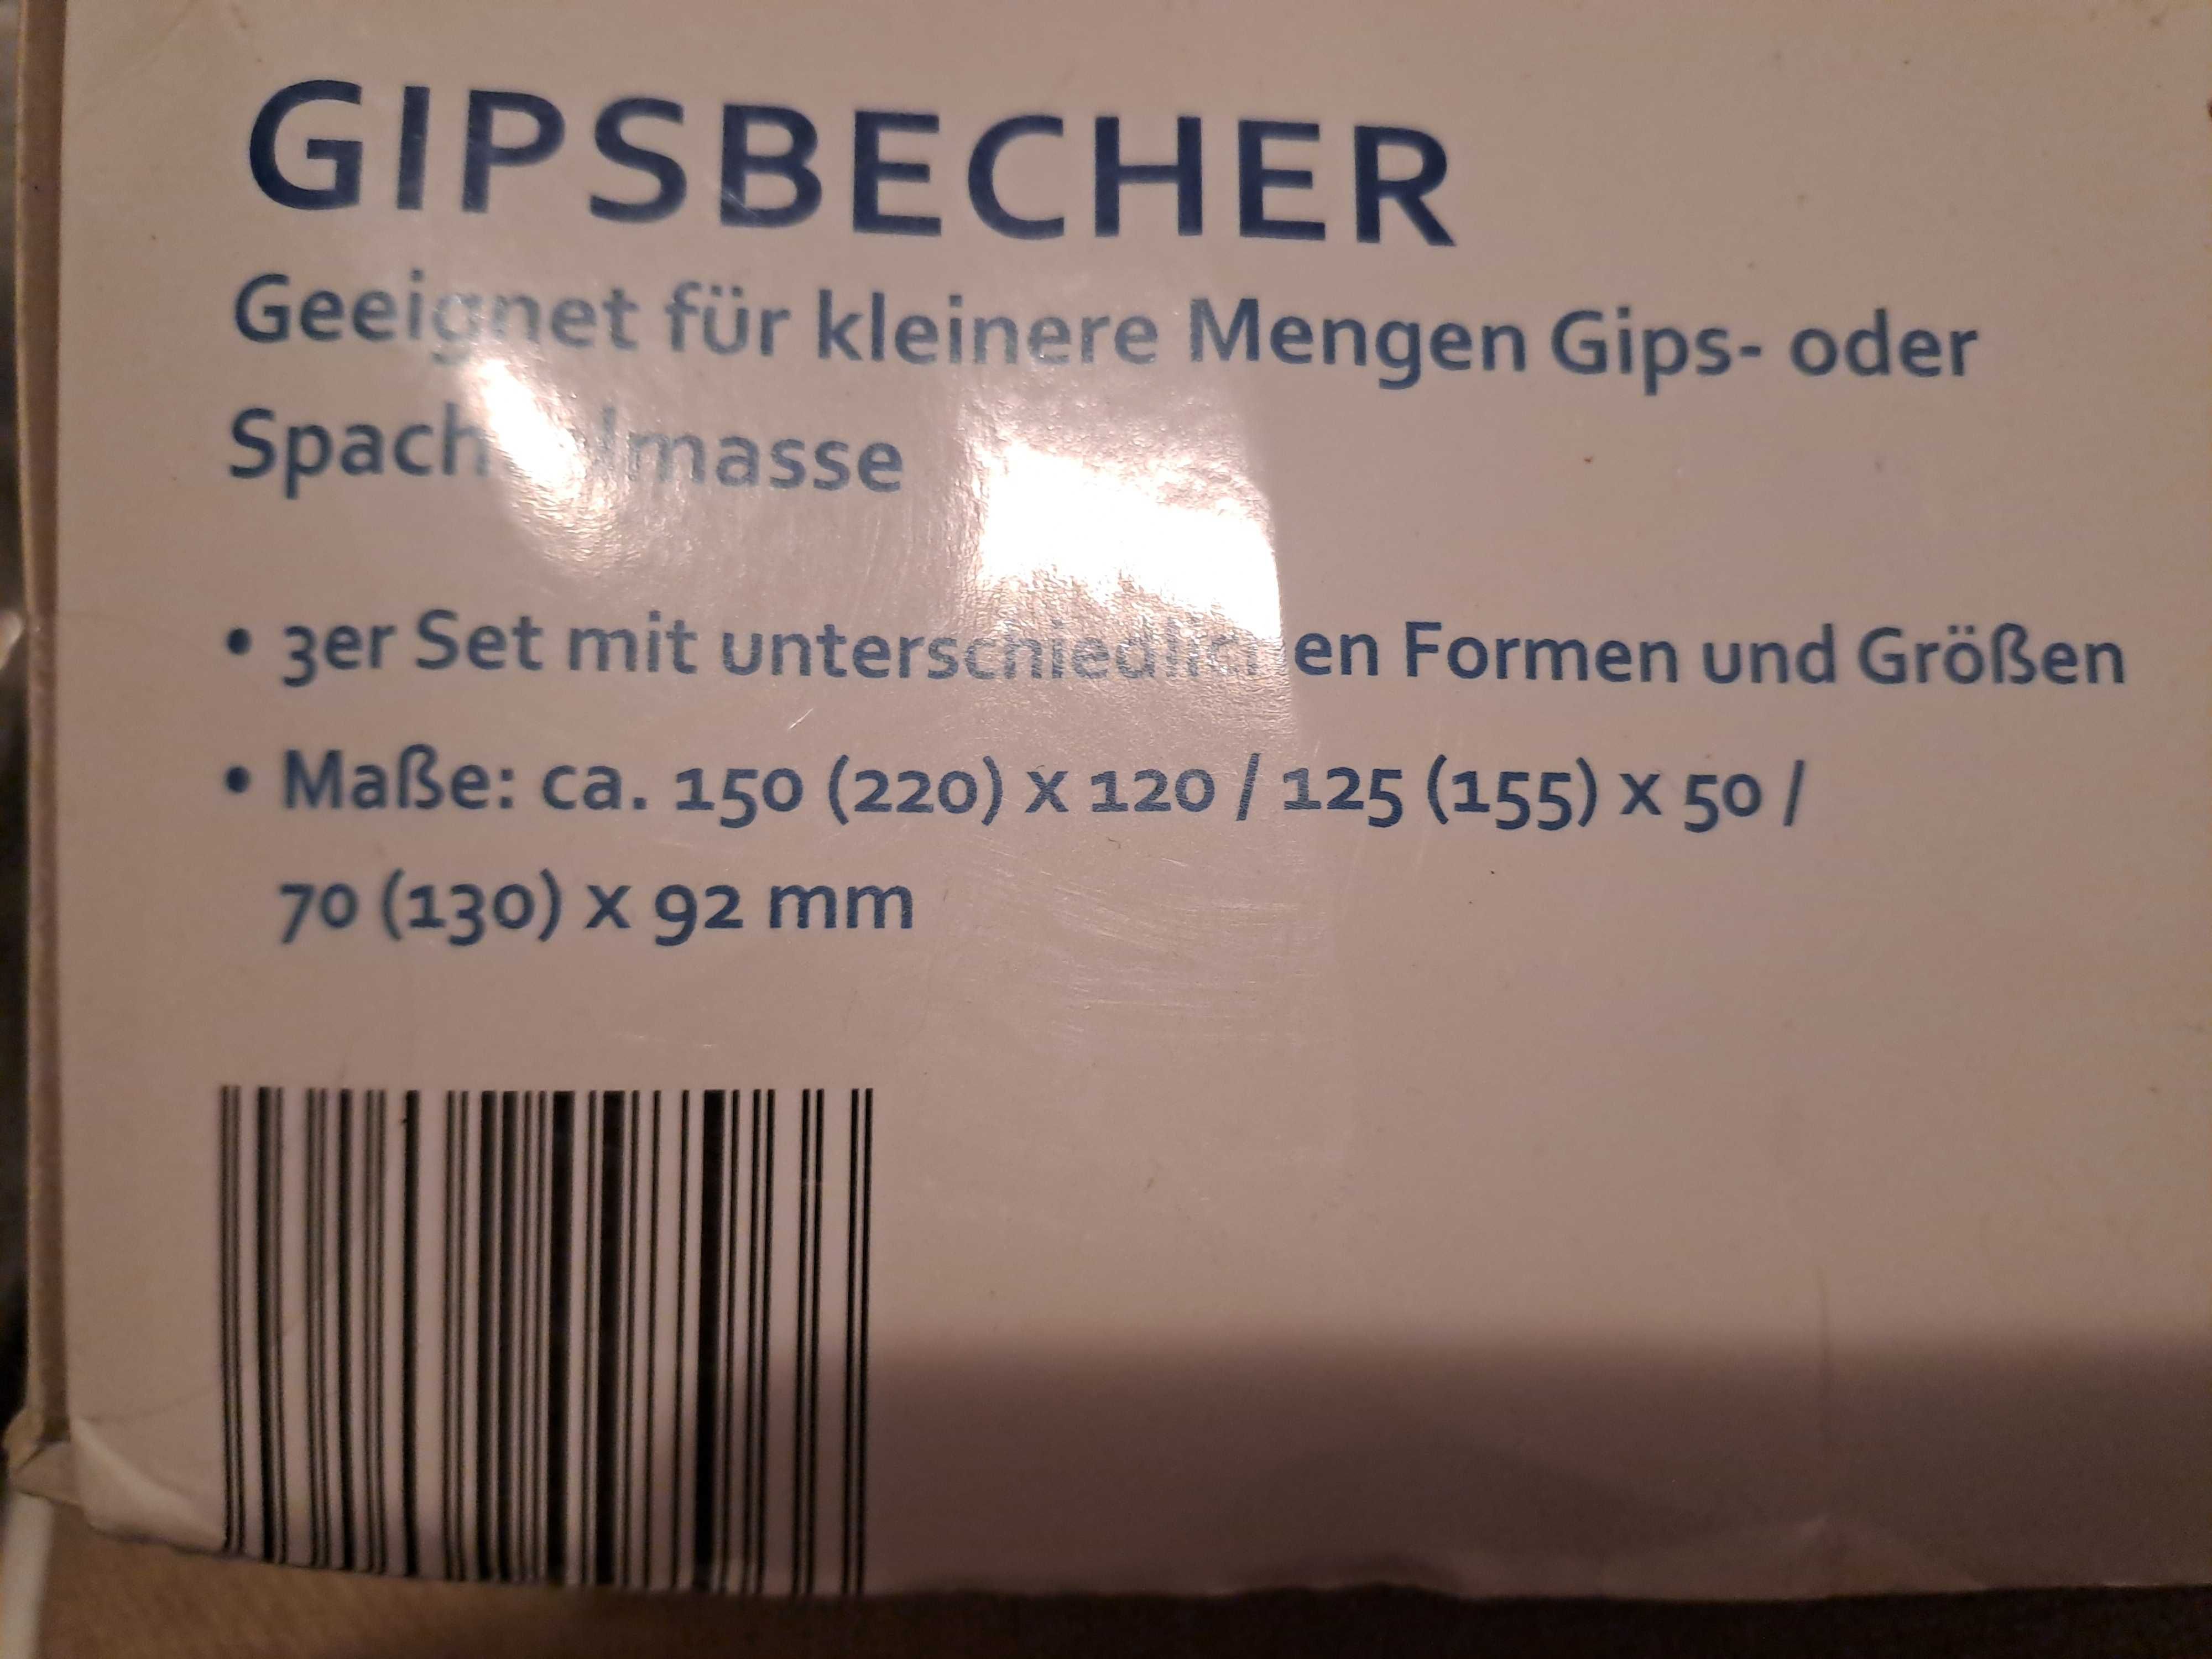 GIPSBECHER
Geeignet für kleinere Mengen Gips- oder
• 3er Set mit unterschiedlichen Formen und Größen
• Maße: ca. 150 (220) x 120 / 125 (155) x 50 /
70 (130) x 92 mm